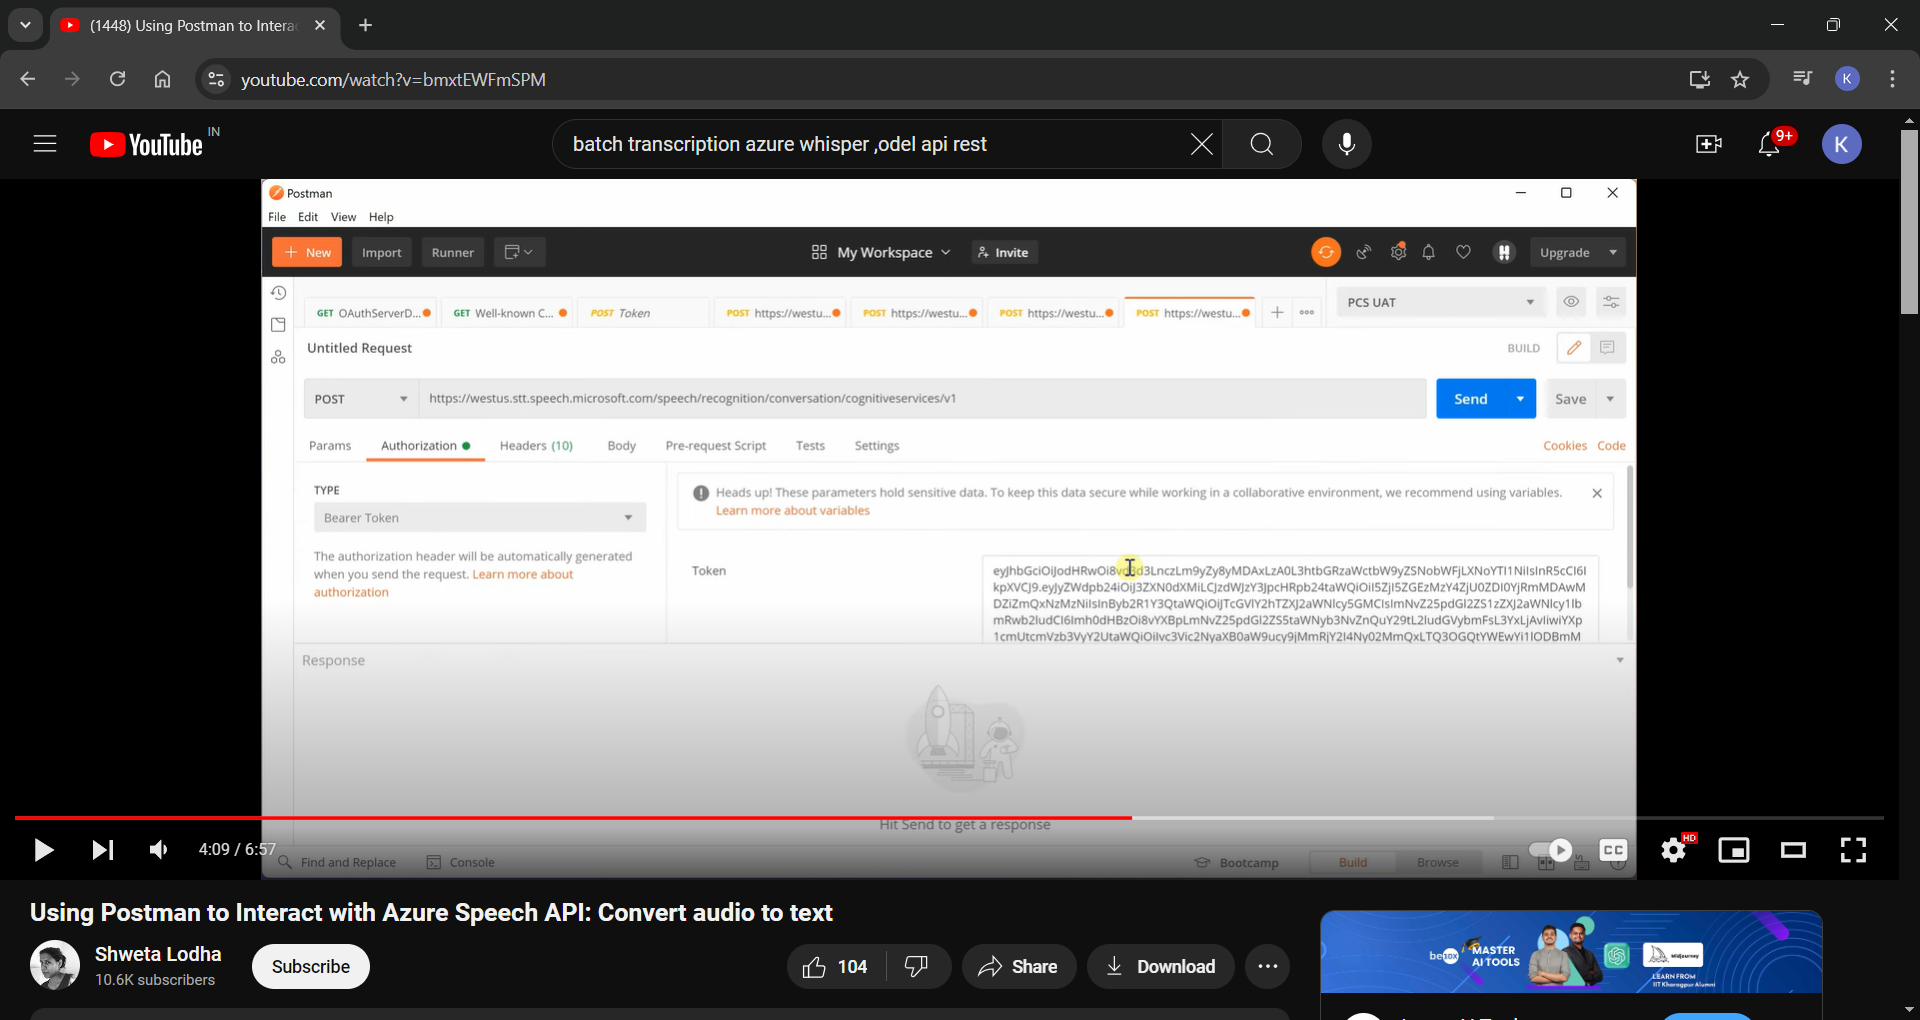 (1448) Using Postman to Intera
youtube.com/watch?v=bmxtEWFmSPM
K
YouTube IN
batch transcription azure whisper ,odel api rest
9+
K
Postman
File Edit View Help
New Import Runner My Workspace Invite Upgrade
GET OAuthServerD... GET Well-known C... POST Token POST https://westu... POST https://westu... POST https://westu... POST https://westu... PCS UAT
Untitled Request BUILD
POST https://westus.stt.speech.microsoft.com/speech/recognition/conversation/cognitiveservices/v1 Send Save
Params Authorization Headers (10) Body Pre-request Script Tests Settings Cookies Code
TYPE
Bearer Token
The authorization header will be automatically generated
when you send the request. Learn more about
authorization
Heads up! These parameters hold sensitive data. To keep this data secure while working in a collaborative environment, we recommend using variables.
Learn more about variables
Token
Response
Hit Send to get a response
4:09 / 6:57
CC
HD
Find and Replace Console Bootcamp Build Browse
Using Postman to Interact with Azure Speech API: Convert audio to text
Shweta Lodha
10.6K subscribers
Subscribe
104 Share Download
be10x MASTER
AI TOOLS
Midjourney
LEARN FROM
IIT Kharagpur Alumni